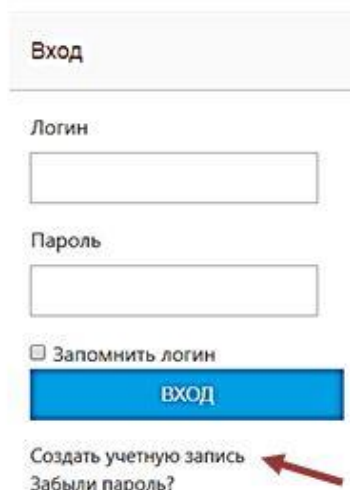 Вход
Логин
Пароль
Запомнить логин
ВХОД
Создать учетную запись
Забыли пароль?